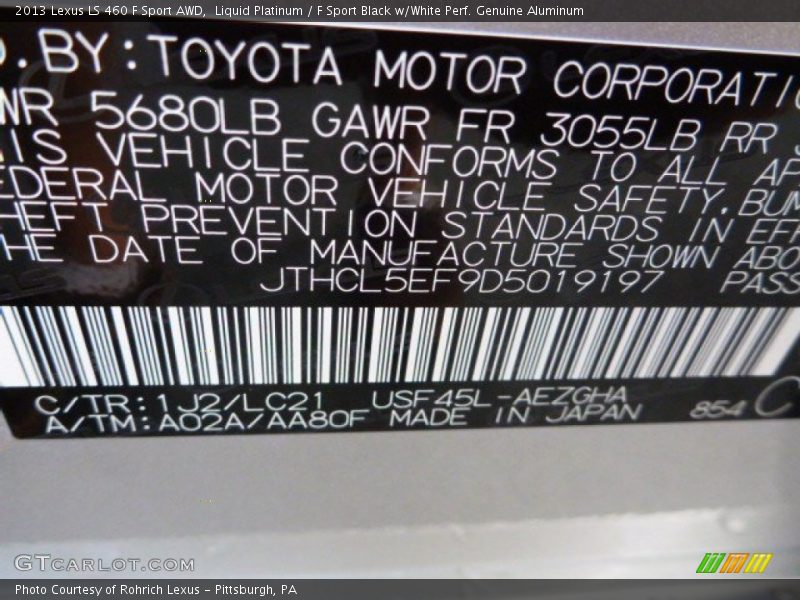 2013 Lexus LS 460 F Sport AWD, Liquid Platinum / F Sport Black w/White Perf. Genuine Aluminum
D.BY:TOYOTA MOTOR CORPORATIO
WR 5680LB GAWR FR 3055LB RR
IS VEHICLE CONFORMS TO ALL AP
EDERAL MOTOR VEHICLE SAFETY,BUM
HEFT PREVENTION STANDARDS IN EFF
HE DATE OF MANUFACTURE SHOWN ABO
JTHCL5EF9D5019197 PASS
C/TR:1J2/LC21 USF45L-AEZGHA
A/TM:A02A/AA80F MADE IN JAPAN 854 C
GTCARLOT.COM
Photo Courtesy of Rohrich Lexus - Pittsburgh, PA